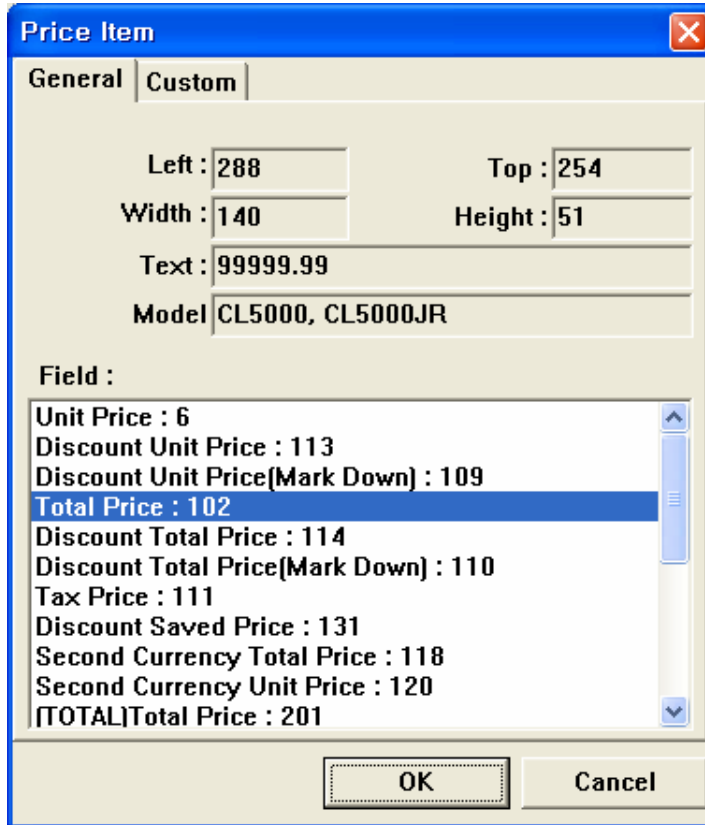 Price Item
General Custom
Left : 288 Top : 254
Width : 140 Height : 51
Text : 99999.99
Model CL5000, CL5000JR
Field :
Unit Price : 6
Discount Unit Price : 113
Discount Unit Price(Mark Down) : 109
Total Price : 102
Discount Total Price : 114
Discount Total Price(Mark Down) : 110
Tax Price : 111
Discount Saved Price : 131
Second Currency Total Price : 118
Second Currency Unit Price : 120
(TOTAL)Total Price : 201
OK Cancel